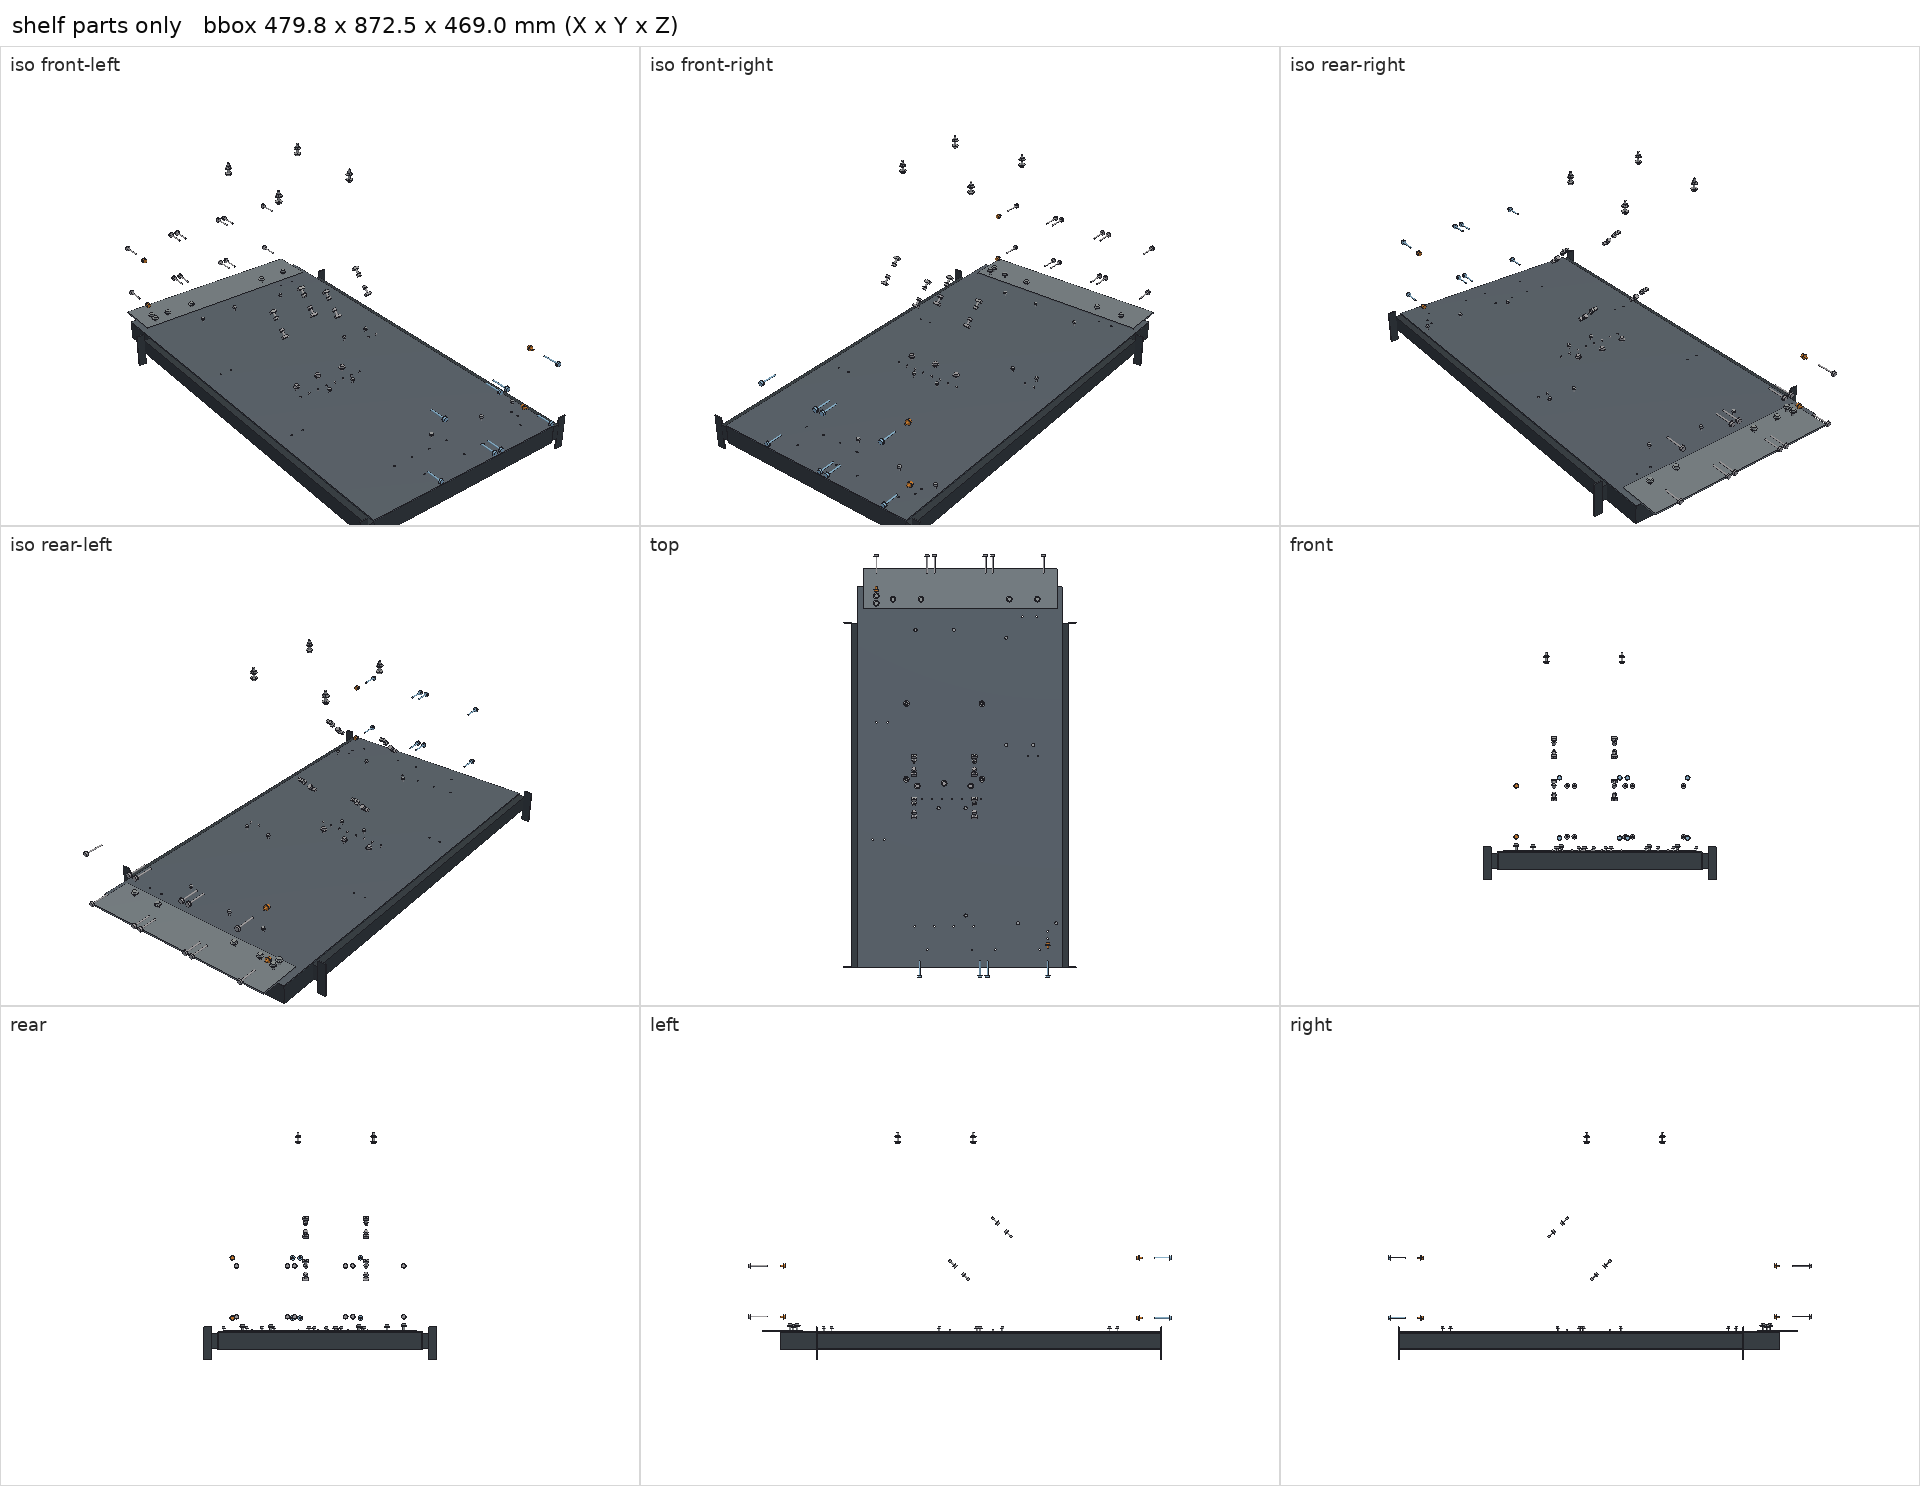 shelf parts only   bbox 479.8 x 872.5 x 469.0 mm (X x Y x Z)
iso front-left
iso front-right
iso rear-right
iso rear-left
top
front
rear
left
right